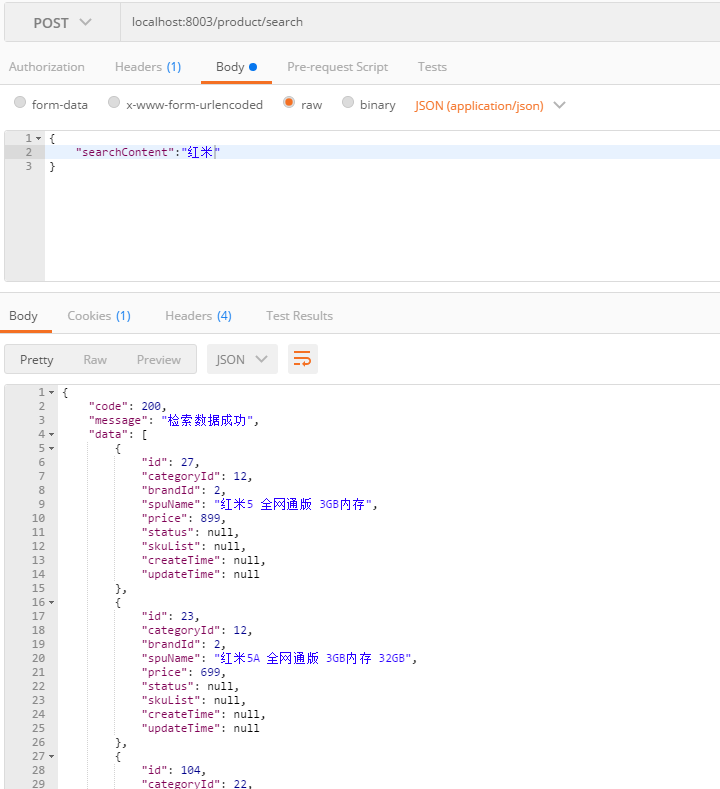 POST localhost:8003/product/search
Authorization Headers (1) Body Pre-request Script Tests
form-data x-www-form-urlencoded raw binary JSON (application/json)
1 {
2 "searchContent":"红米"
3 }
Body Cookies (1) Headers (4) Test Results
Pretty Raw Preview JSON
1 {
2 "code": 200,
3 "message": "检索数据成功",
4 "data": [
5 {
6 "id": 27,
7 "categoryId": 12,
8 "brandId": 2,
9 "spuName": "红米5 全网通版 3GB内存",
10 "price": 899,
11 "status": null,
12 "skuList": null,
13 "createTime": null,
14 "updateTime": null
15 },
16 {
17 "id": 23,
18 "categoryId": 12,
19 "brandId": 2,
20 "spuName": "红米5A 全网通版 3GB内存 32GB",
21 "price": 699,
22 "status": null,
23 "skuList": null,
24 "createTime": null,
25 "updateTime": null
26 },
27 {
28 "id": 104,
29 "categoryId": 22,